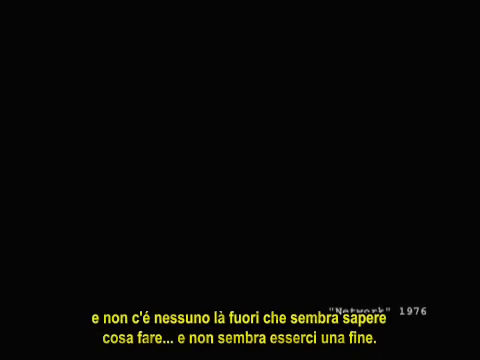 "Network" 1976
e non c'é nessuno là fuori che sembra sapere
cosa fare... e non sembra esserci una fine.